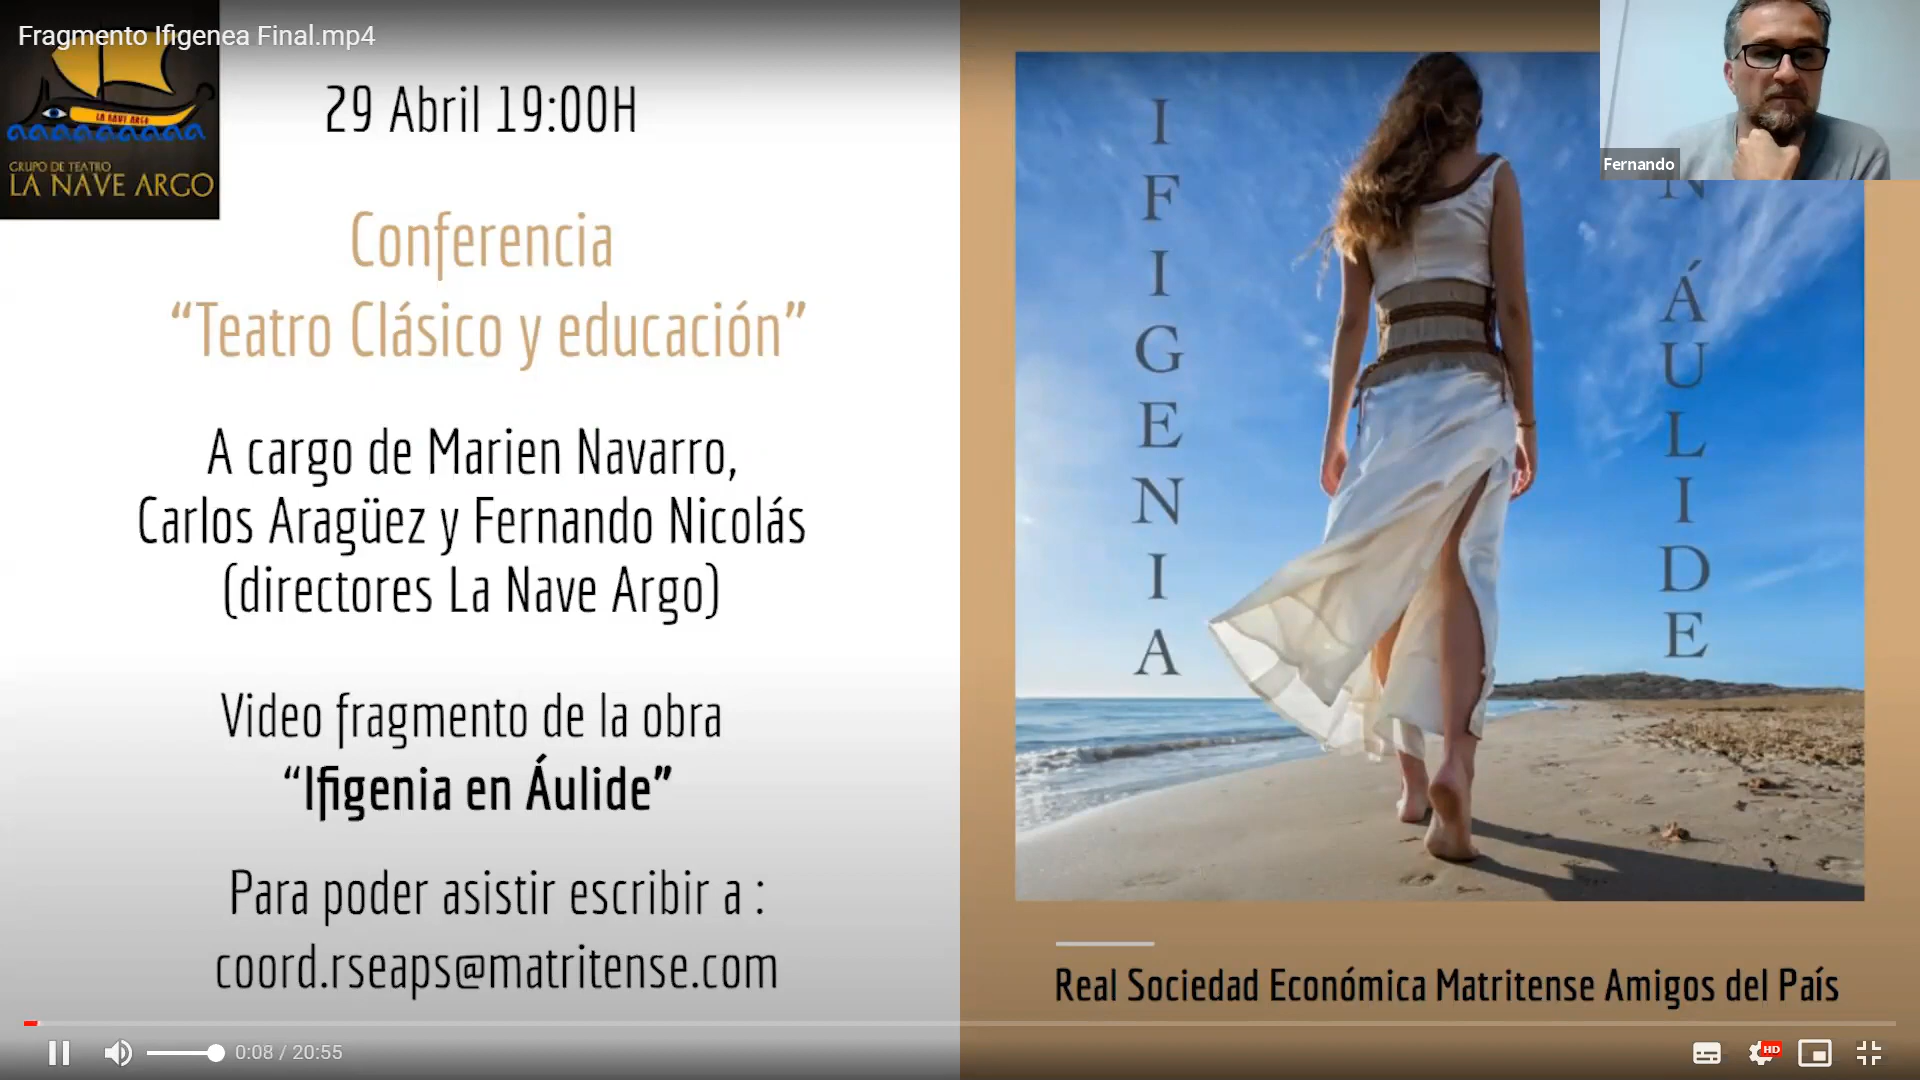 Fragmento Ifigenea Final.mp4
LA NAVE ARGO
GRUPO DE TEATRO
LA NAVE ARGO
29 Abril 19:00H
Conferencia
“Teatro Clásico y educación”
A cargo de Marien Navarro,
Carlos Aragüez y Fernando Nicolás
(directores La Nave Argo)
Video fragmento de la obra
“Ifigenia en Áulide”
Para poder asistir escribir a :
coord.rseaps@matritense.com
IFIGENIA
N
ÁULIDE
Fernando
Real Sociedad Económica Matritense Amigos del País
0:08 / 20:55
HD